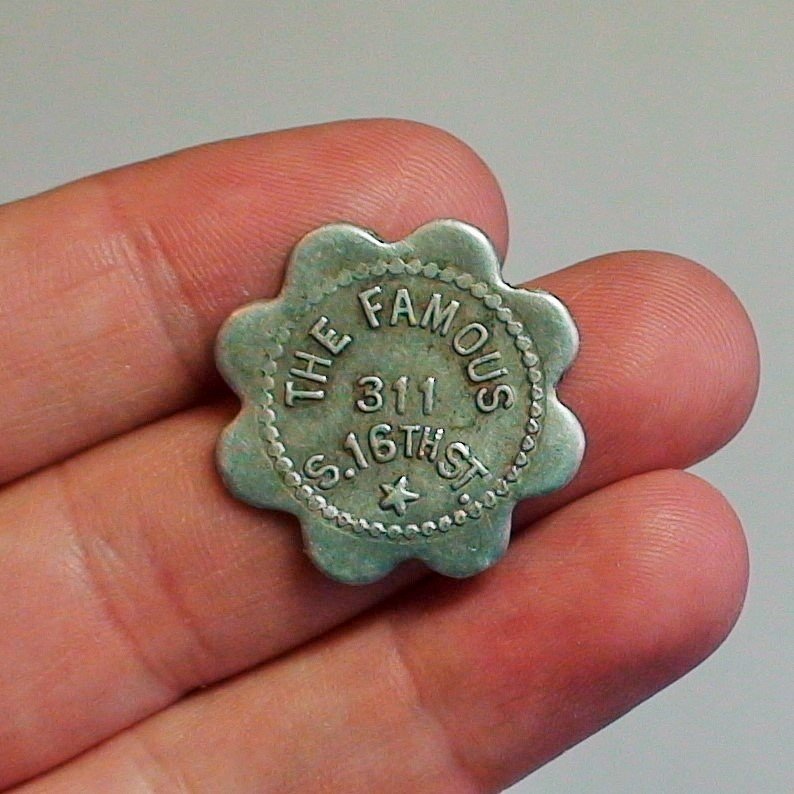 THE FAMOUS
311
S. 16TH ST.